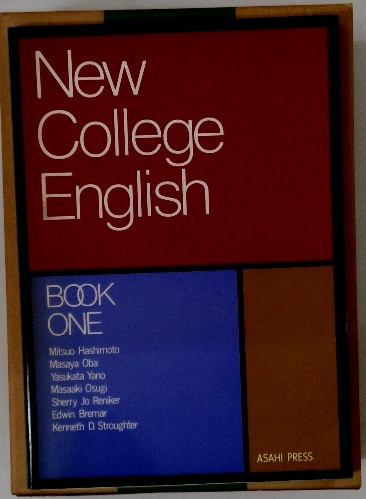 New
College
English
BOOK
ONE
Mitsuo Hashimoto
Masaya Oba
Yasukata Yano
Masaaki Osugi
Sherry Jo Reniker
Edwin Bremar
Kenneth D. Stroughter
ASAHI PRESS